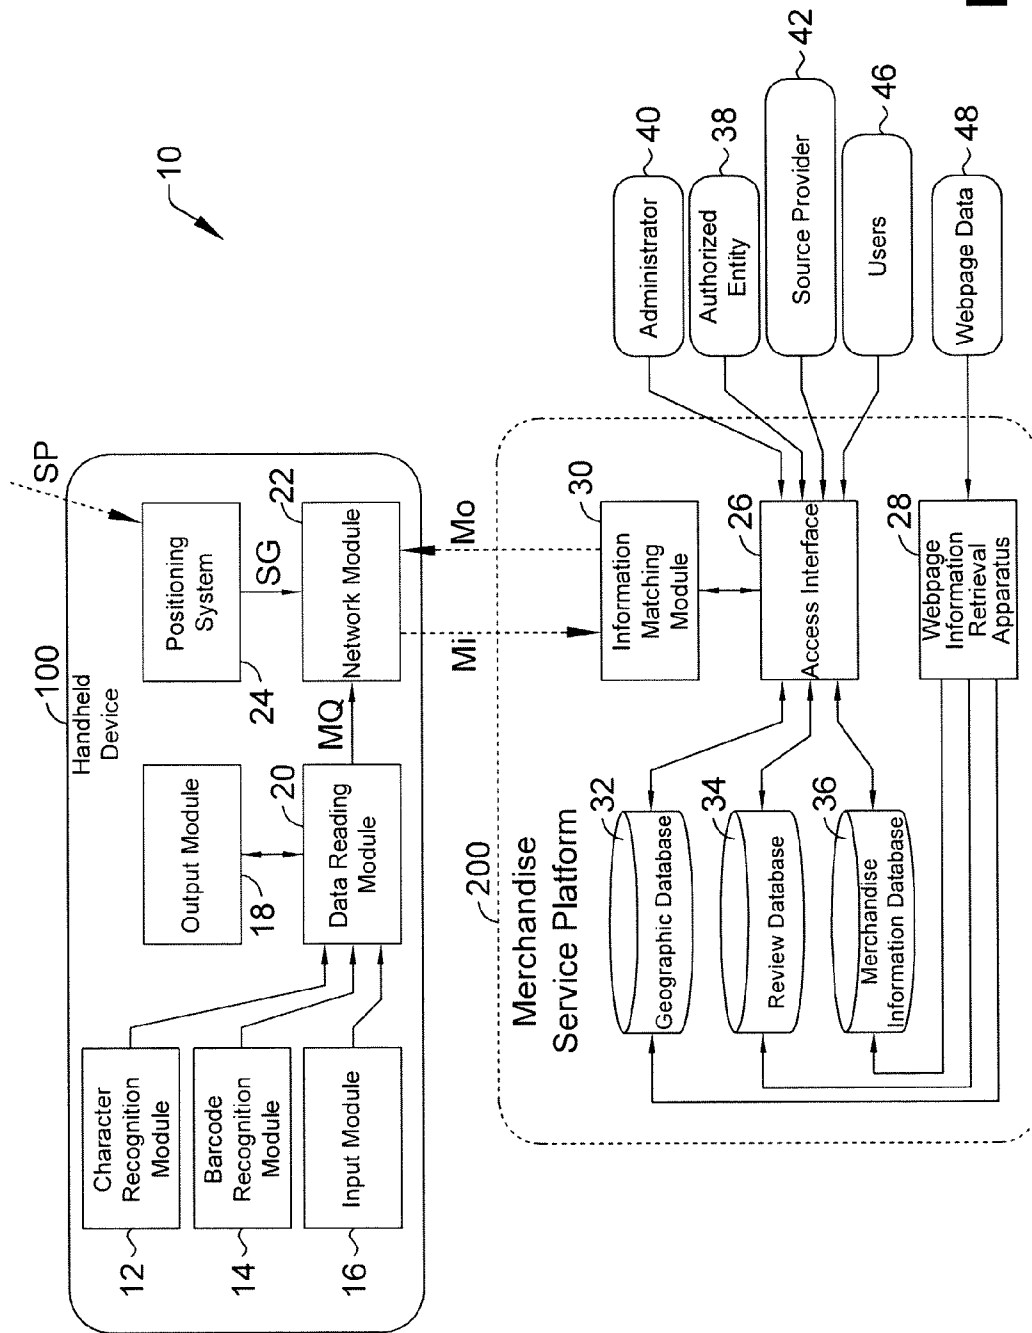 10
SP
100
Handheld
Device
12
Character
Recognition
Module
14
Barcode
Recognition
Module
16
Input Module
Output Module
18
20
Data Reading
Module
MQ
Positioning
System
24
SG
22
Network Module
Mi
Mo
200
Merchandise
Service Platform
32
Geographic Database
34
Review Database
36
Merchandise
Information Database
30
Information
Matching
Module
26
Access Interface
28
Webpage
Information
Retrieval
Apparatus
Administrator
40
Authorized
Entity
38
Source Provider
42
Users
46
Webpage Data
48